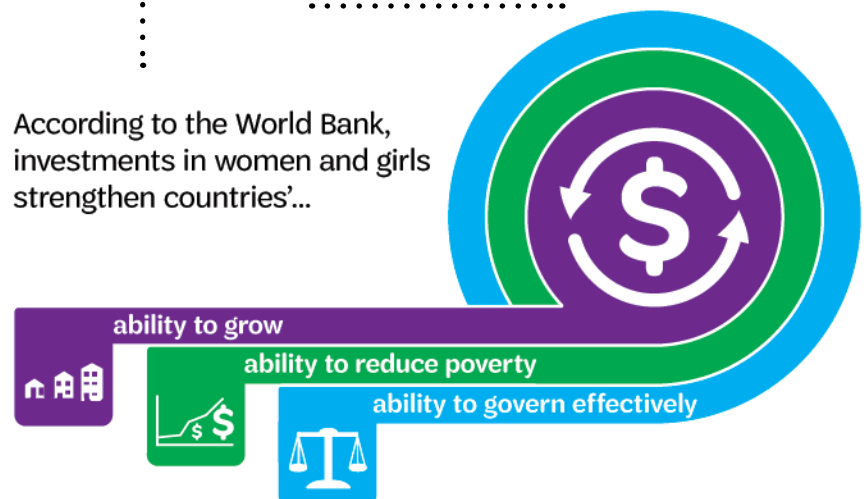 According to the World Bank,
investments in women and girls
strengthen countries’...
$
ability to grow
ability to reduce poverty
$ $
ability to govern effectively